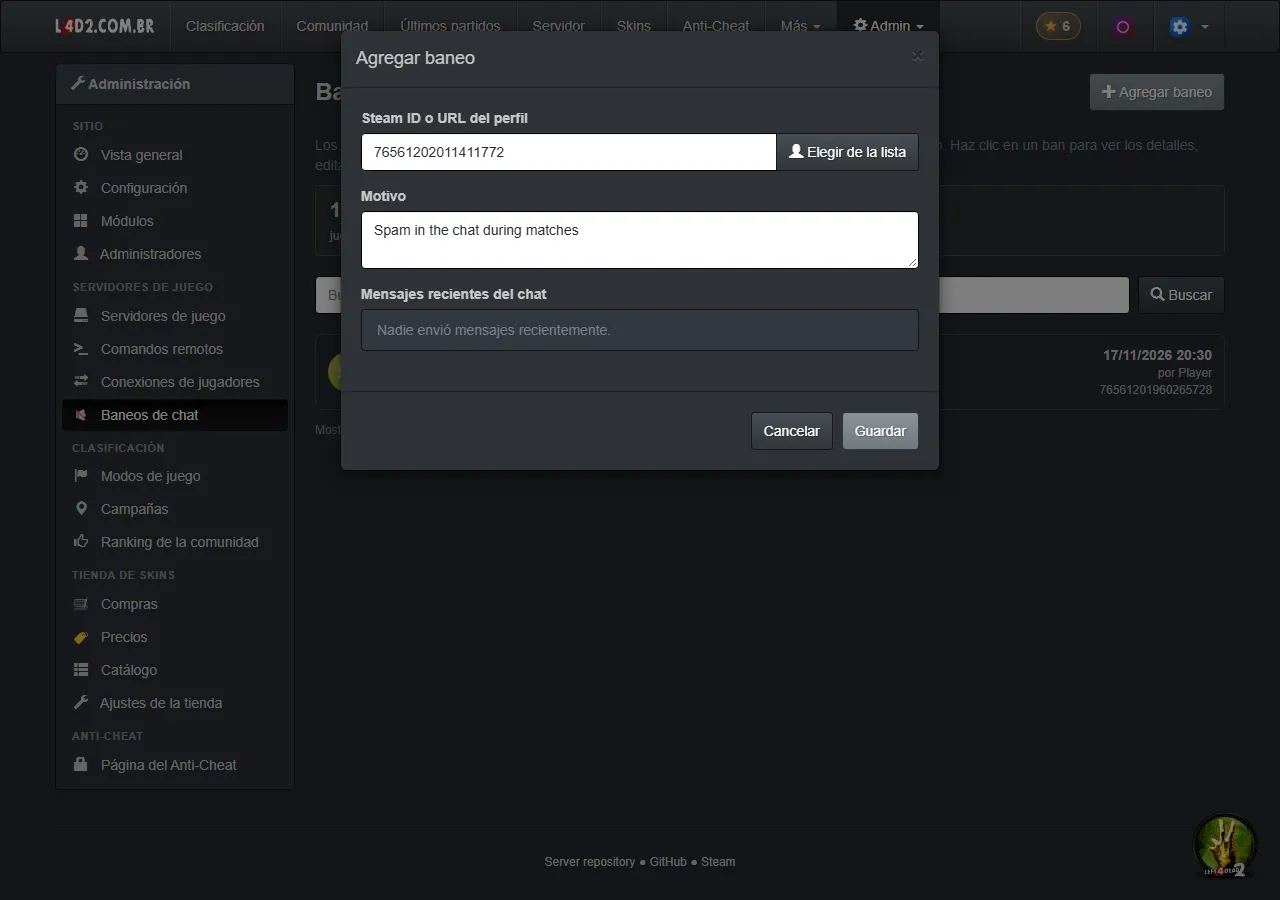 L4D2.COM.BR
Clasificación
Comunidad
Últimos partidos
Servidor
Skins
Anti-Cheat
Más
Admin
6
Administración
SITIO
Vista general
Configuración
Módulos
Administradores
SERVIDORES DE JUEGO
Servidores de juego
Comandos remotos
Conexiones de jugadores
Baneos de chat
CLASIFICACIÓN
Modos de juego
Campañas
Ranking de la comunidad
TIENDA DE SKINS
Compras
Precios
Catálogo
Ajustes de la tienda
ANTI-CHEAT
Página del Anti-Cheat
Agregar baneo
Los
Haz clic en un ban para ver los detalles,
Buscar
17/11/2026 20:30
por Player
76561201960265728
Agregar baneo
×
Steam ID o URL del perfil
76561202011411772
Elegir de la lista
Motivo
Spam in the chat during matches
Mensajes recientes del chat
Nadie envió mensajes recientemente.
Cancelar
Guardar
Server repository ● GitHub ● Steam
LEFT 4 DEAD 2